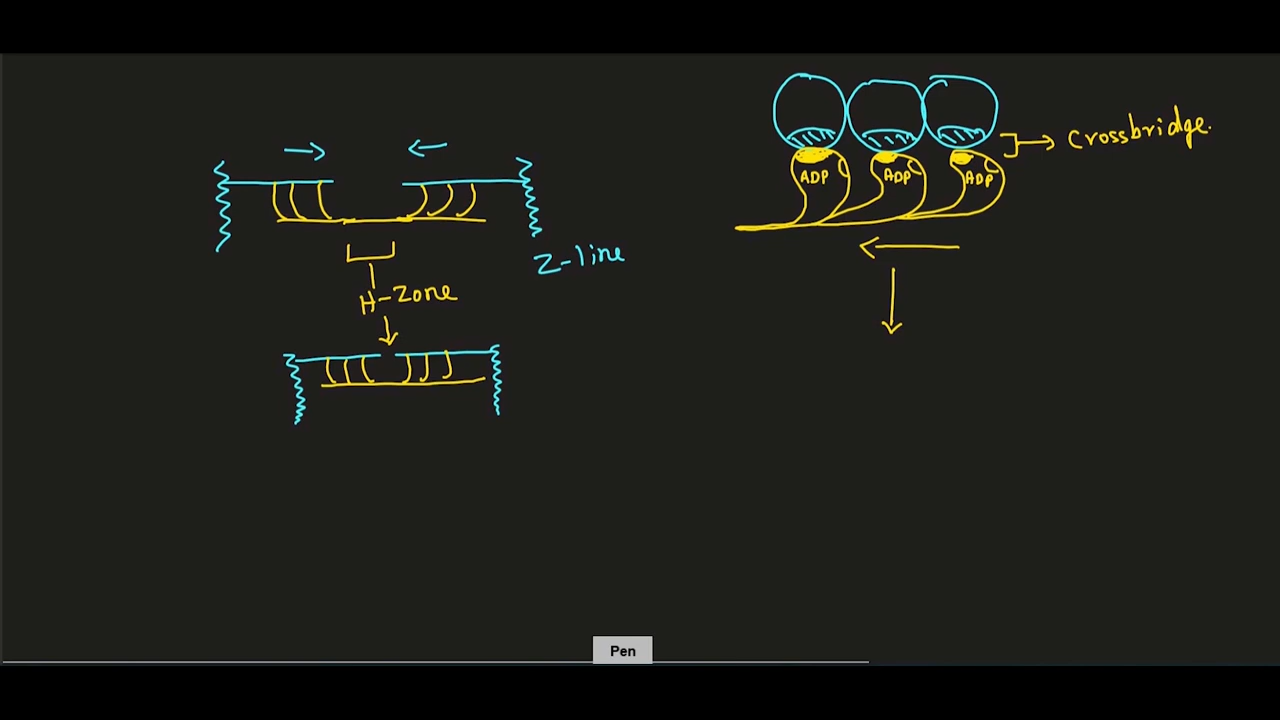 Crossbridge.
ADP
ADP
ADP
Z-line
H-Zone
Pen